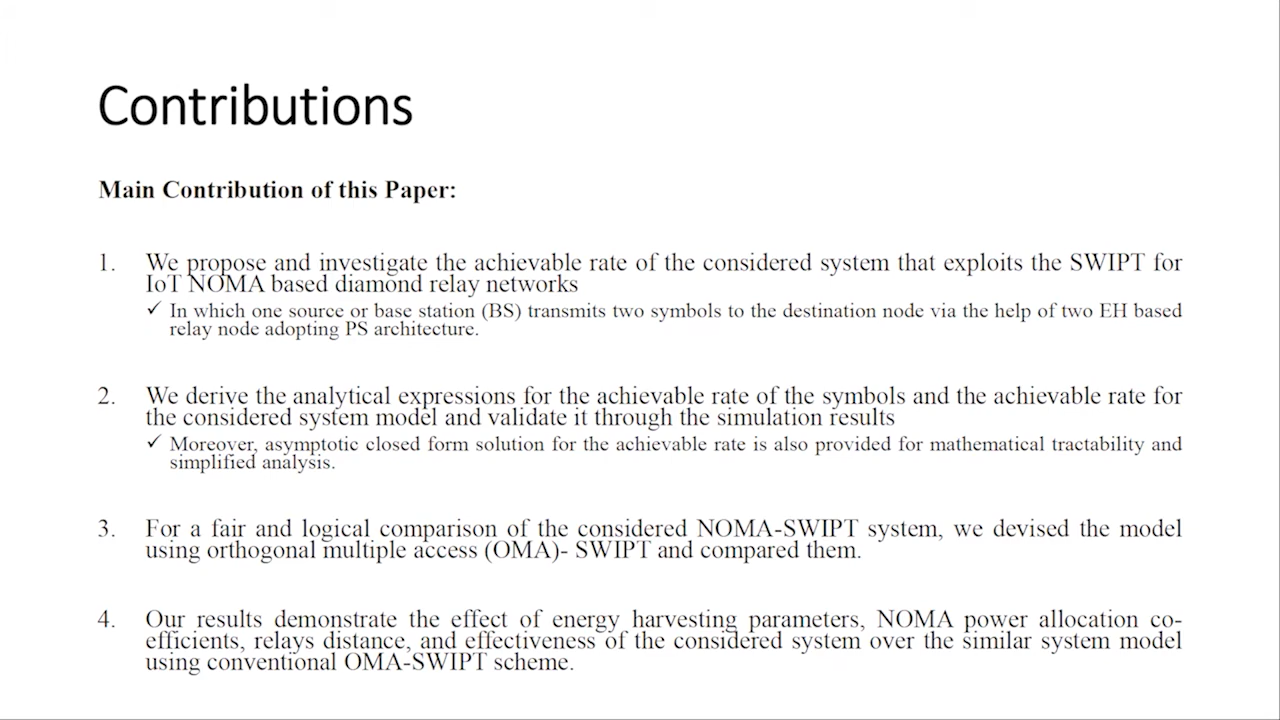 Contributions
Main Contribution of this Paper:
1. We propose and investigate the achievable rate of the considered system that exploits the SWIPT for
IoT NOMA based diamond relay networks
✓ In which one source or base station (BS) transmits two symbols to the destination node via the help of two EH based
relay node adopting PS architecture.
2. We derive the analytical expressions for the achievable rate of the symbols and the achievable rate for
the considered system model and validate it through the simulation results
✓ Moreover, asymptotic closed form solution for the achievable rate is also provided for mathematical tractability and
simplified analysis.
3. For a fair and logical comparison of the considered NOMA-SWIPT system, we devised the model
using orthogonal multiple access (OMA)- SWIPT and compared them.
4. Our results demonstrate the effect of energy harvesting parameters, NOMA power allocation co-
efficients, relays distance, and effectiveness of the considered system over the similar system model
using conventional OMA-SWIPT scheme.